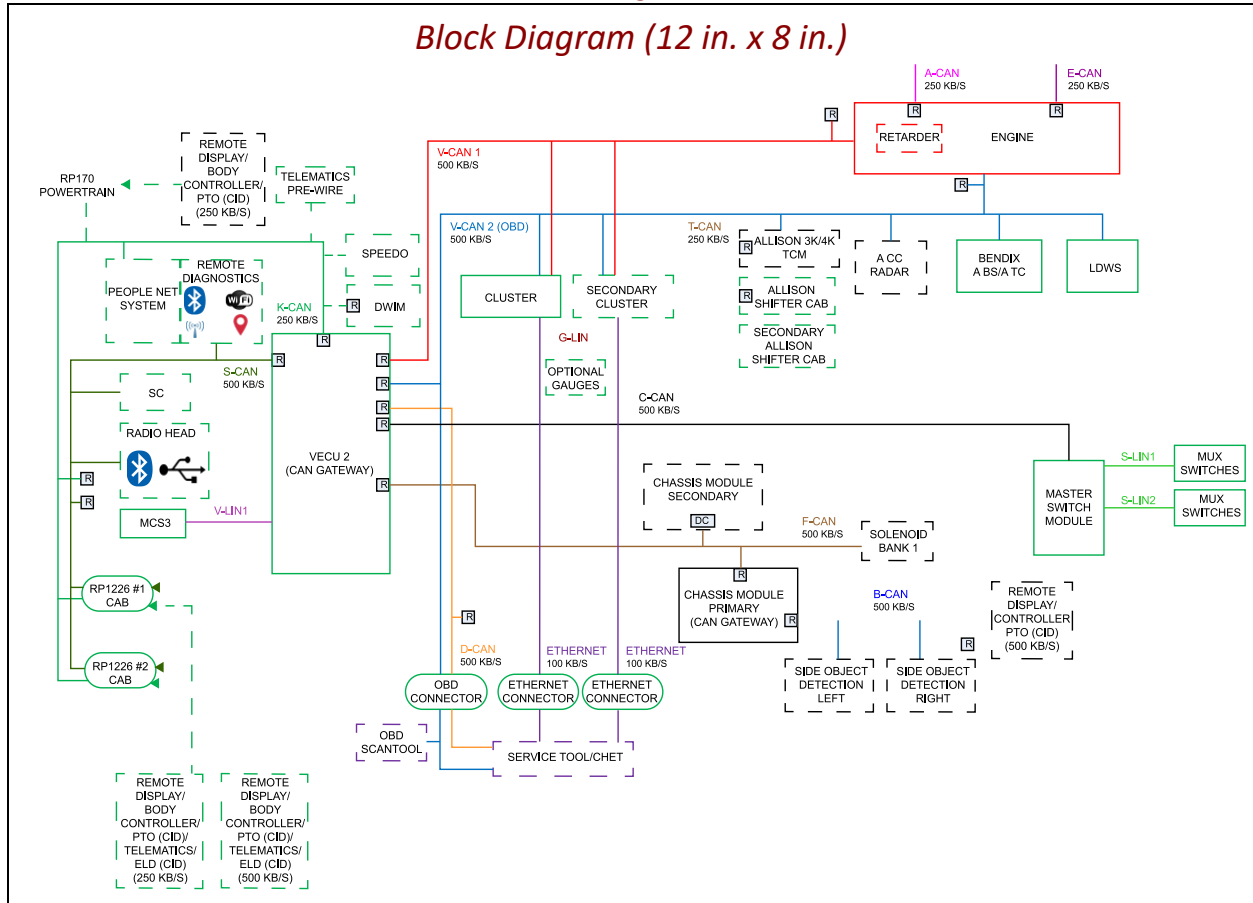 Block Diagram (12 in. x 8 in.)
A-CAN
250 KB/S
E-CAN
250 KB/S
R
R
R
RETARDER
ENGINE
REMOTE
DISPLAY/
BODY
CONTROLLER/
PTO (CID)
(250 KB/S)
RP170
POWERTRAIN
TELEMATICS
PRE-WIRE
V-CAN 1
500 KB/S
R
V-CAN 2 (OBD)
500 KB/S
T-CAN
250 KB/S
SPEEDO
R
DWIM
PEOPLE NET
SYSTEM
REMOTE
DIAGNOSTICS
WiFi
K-CAN
250 KB/S
CLUSTER
SECONDARY
CLUSTER
R
ALLISON 3K/4K
TCM
R
ALLISON
SHIFTER CAB
SECONDARY
ALLISON
SHIFTER CAB
A CC
RADAR
BENDIX
A BS/A TC
LDWS
G-LIN
OPTIONAL
GAUGES
R
R
R
R
R
R
R
VECU 2
(CAN GATEWAY)
S-CAN
500 KB/S
SC
RADIO HEAD
R
R
MCS3
V-LIN1
C-CAN
500 KB/S
MASTER
SWITCH
MODULE
S-LIN1
MUX
SWITCHES
S-LIN2
MUX
SWITCHES
CHASSIS MODULE
SECONDARY
DC
F-CAN
500 KB/S
SOLENOID
BANK 1
R
CHASSIS MODULE
PRIMARY
(CAN GATEWAY)
R
B-CAN
500 KB/S
R
REMOTE
DISPLAY/
CONTROLLER
PTO (CID)
(500 KB/S)
SIDE OBJECT
DETECTION
LEFT
SIDE OBJECT
DETECTION
RIGHT
RP1226 #1
CAB
RP1226 #2
CAB
R
D-CAN
500 KB/S
ETHERNET
100 KB/S
ETHERNET
100 KB/S
OBD
CONNECTOR
ETHERNET
CONNECTOR
ETHERNET
CONNECTOR
OBD
SCANTOOL
SERVICE TOOL/CHET
REMOTE
DISPLAY/
BODY
CONTROLLER/
PTO (CID)/
TELEMATICS/
ELD (CID)
(250 KB/S)
REMOTE
DISPLAY/
BODY
CONTROLLER/
PTO (CID)/
TELEMATICS/
ELD (CID)
(500 KB/S)